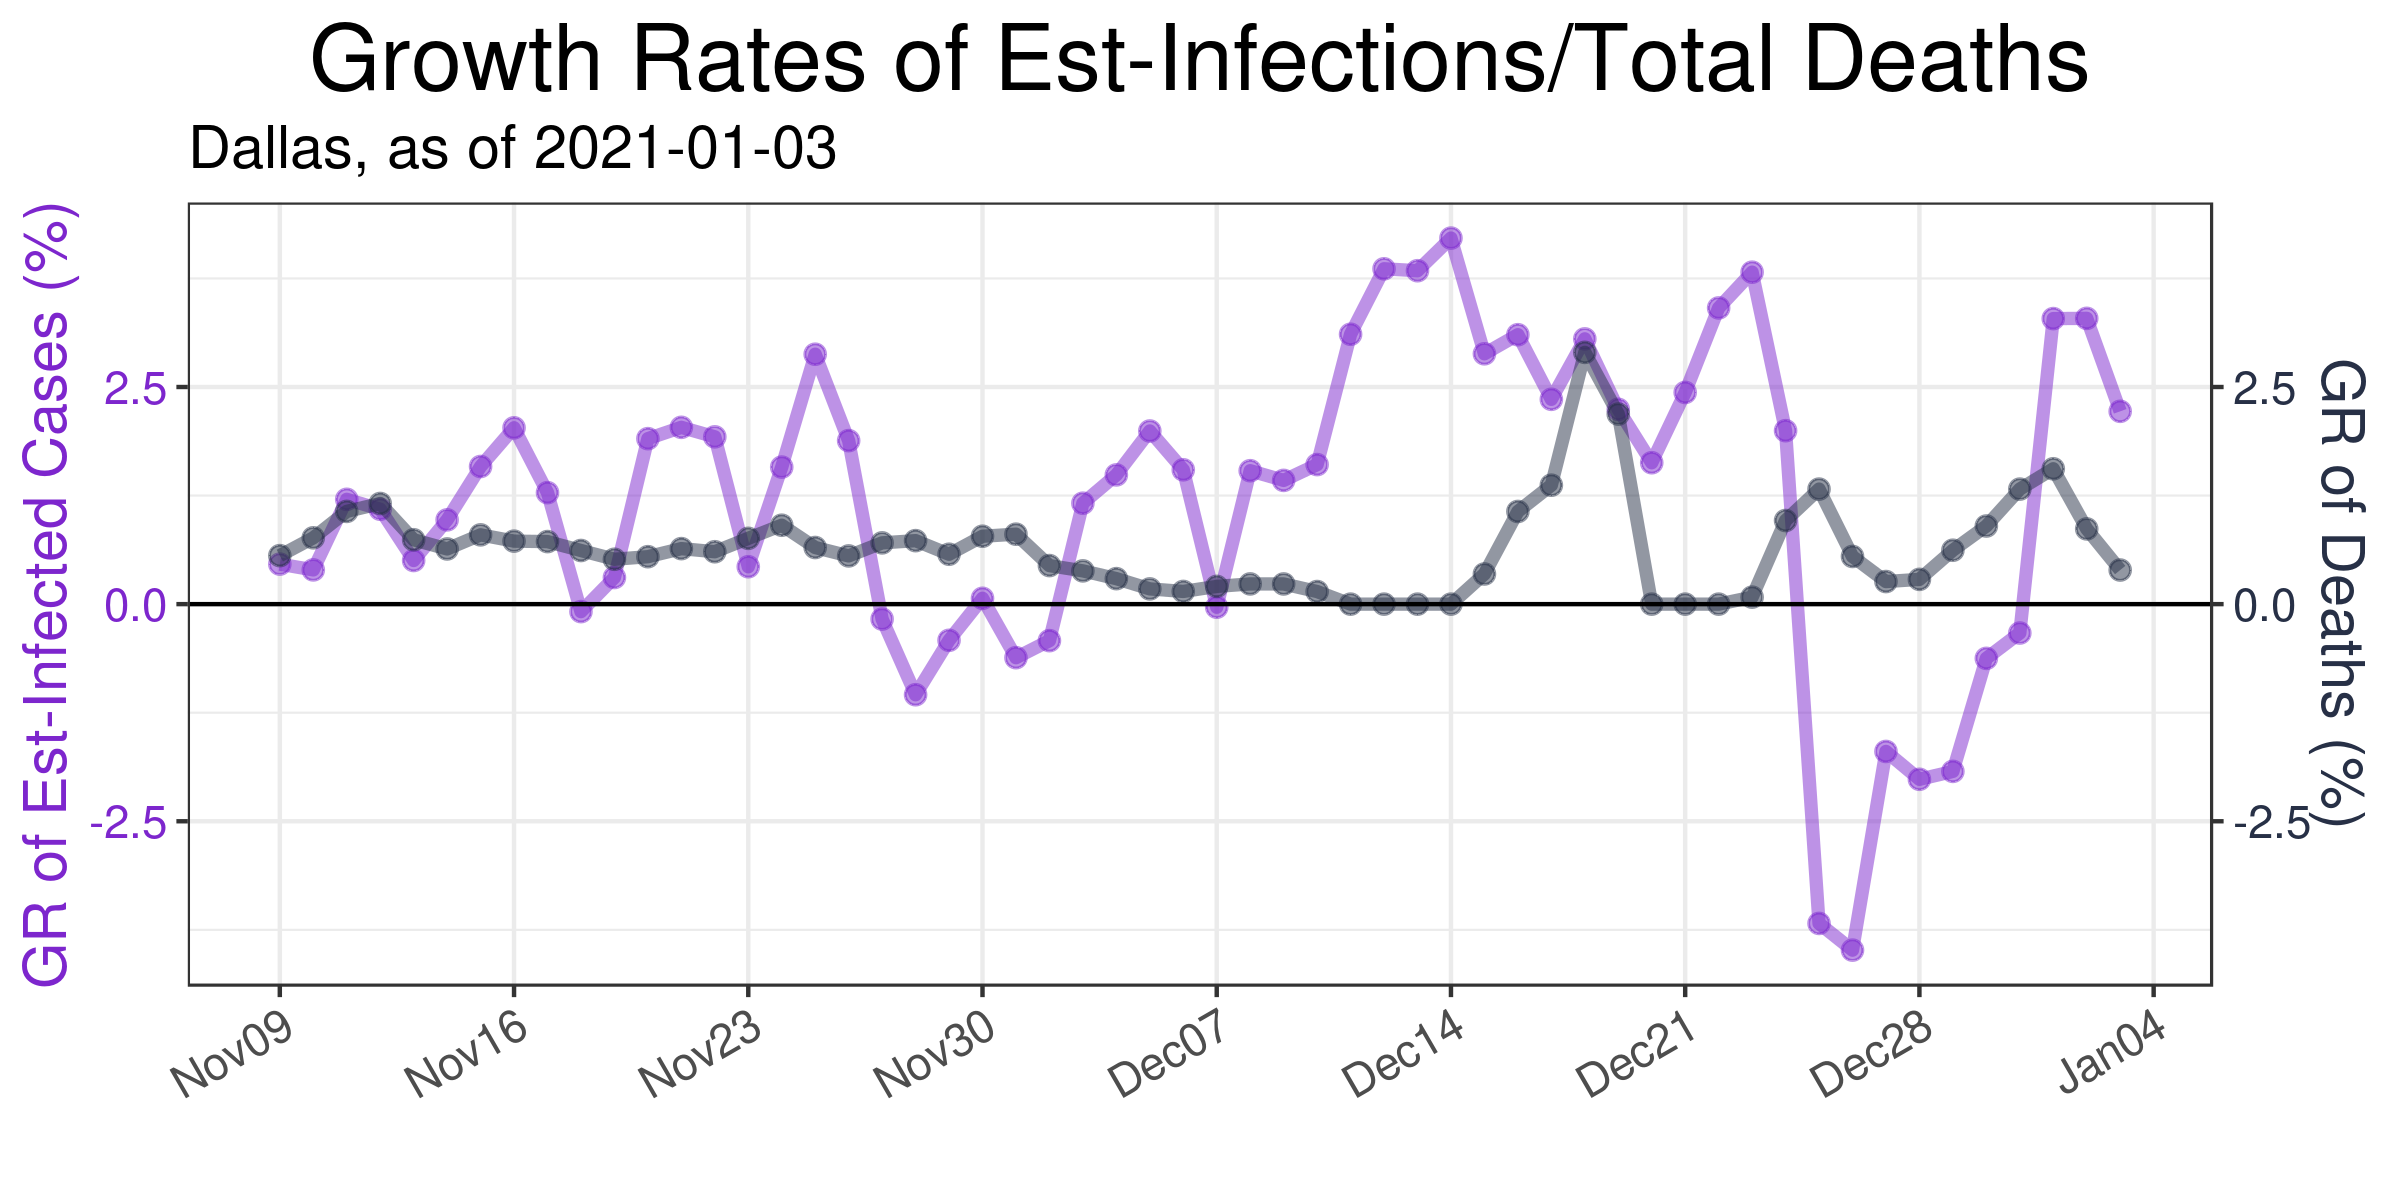 Growth Rates of Est-Infections/Total Deaths
Dallas, as of 2021-01-03
GR of Est-Infected Cases (%)
2.5
0.0
-2.5
GR of Deaths (%)
2.5
0.0
-2.5
Nov09
Nov16
Nov23
Nov30
Dec07
Dec14
Dec21
Dec28
Jan04